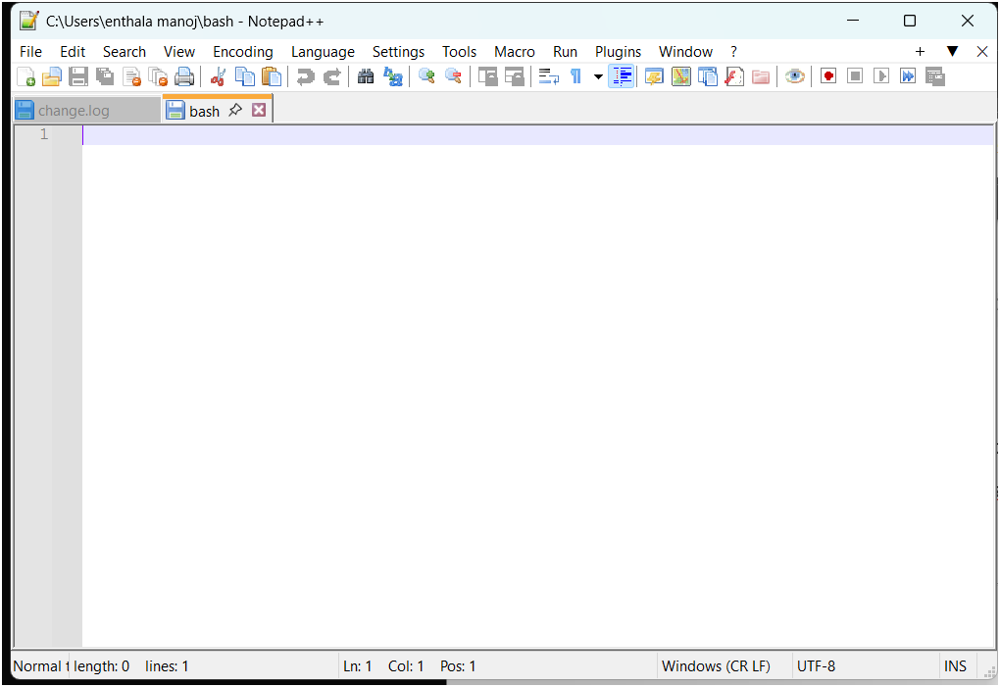 C:\Users\enthala manoj\bash - Notepad++
File Edit Search View Encoding Language Settings Tools Macro Run Plugins Window ? + ▼ X
change.log bash
1
Normal t length: 0 lines: 1 Ln: 1 Col: 1 Pos: 1 Windows (CR LF) UTF-8 INS